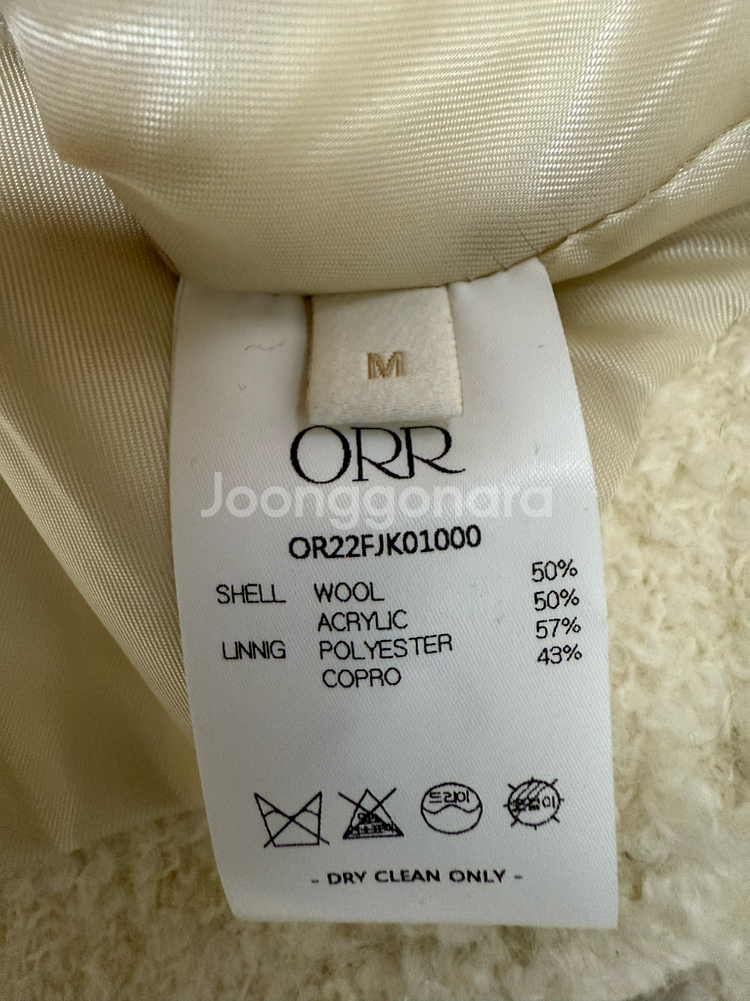 M
ORR
Joonggonara
OR22FJK01000
SHELL WOOL 50%
ACRYLIC 50%
LINNIG POLYESTER 57%
COPRO 43%
드라이
- DRY CLEAN ONLY -